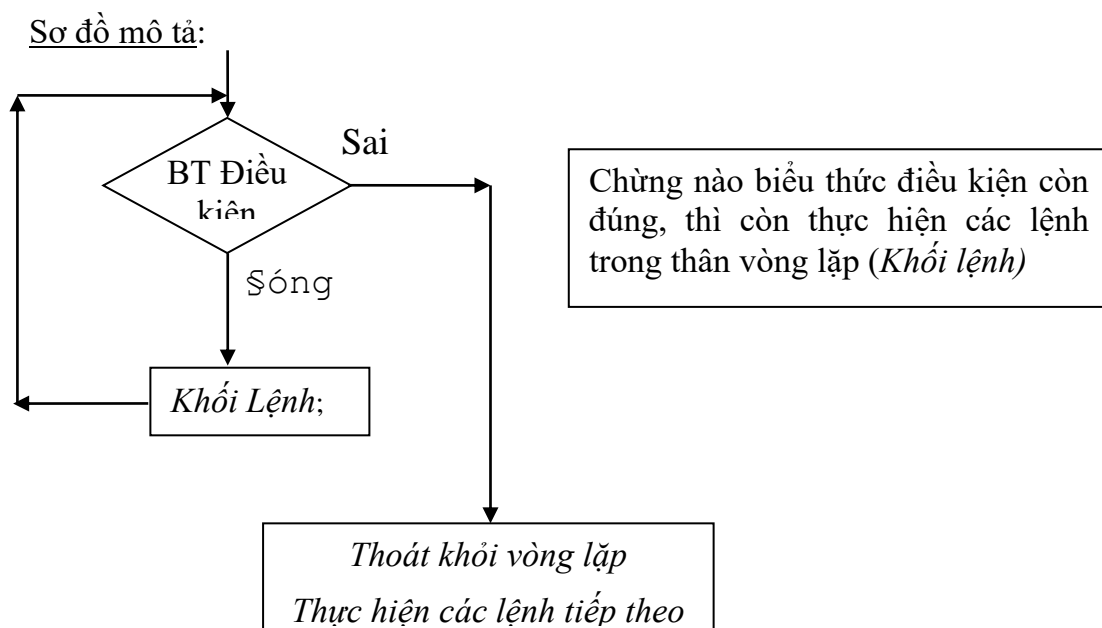 Sơ đồ mô tả:
Sai
BT Điều
kiện
§óng
Khối Lệnh;
Chừng nào biểu thức điều kiện còn
đúng, thì còn thực hiện các lệnh
trong thân vòng lặp (Khối lệnh)
Thoát khỏi vòng lặp
Thực hiện các lệnh tiếp theo